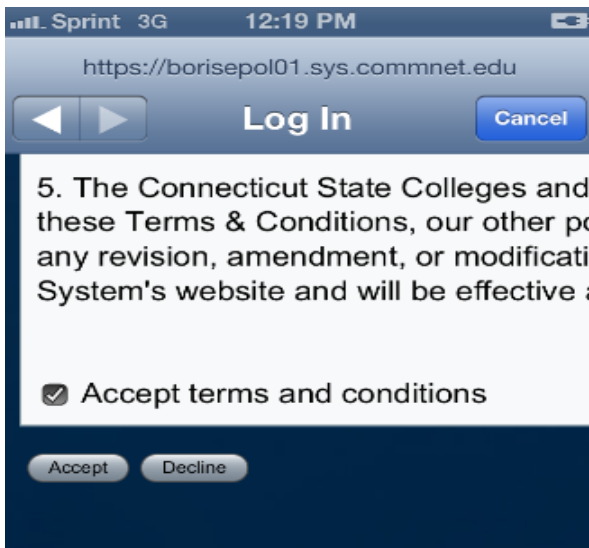 Sprint 3G 12:19 PM
https://borisepol01.sys.commnet.edu
Log In
Cancel
5. The Connecticut State Colleges and
these Terms & Conditions, our other po
any revision, amendment, or modificati
System's website and will be effective a
Accept terms and conditions
Accept Decline